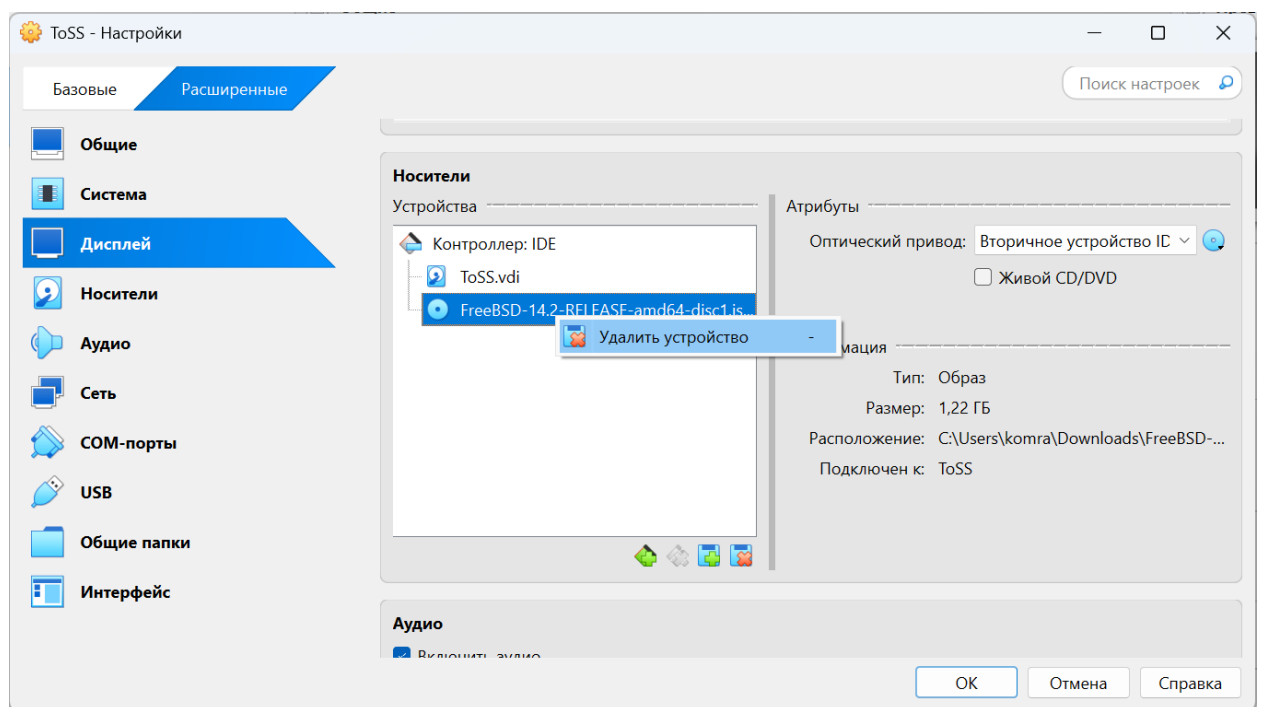 ToSS - Настройки
Базовые
Расширенные
Поиск настроек
Общие
Система
Дисплей
Носители
Аудио
Сеть
COM-порты
USB
Общие папки
Интерфейс
Носители
Устройства
Контроллер: IDE
ToSS.vdi
FreeBSD-14.2-RELEASE-amd64-disc1.is...
Удалить устройство -
Атрибуты
Оптический привод: Вторичное устройство ID
Живой CD/DVD
мация
Тип: Образ
Размер: 1,22 ГБ
Расположение: C:\Users\komra\Downloads\FreeBSD-...
Подключен к: ToSS
Аудио
Включить аудио
OK
Отмена
Справка